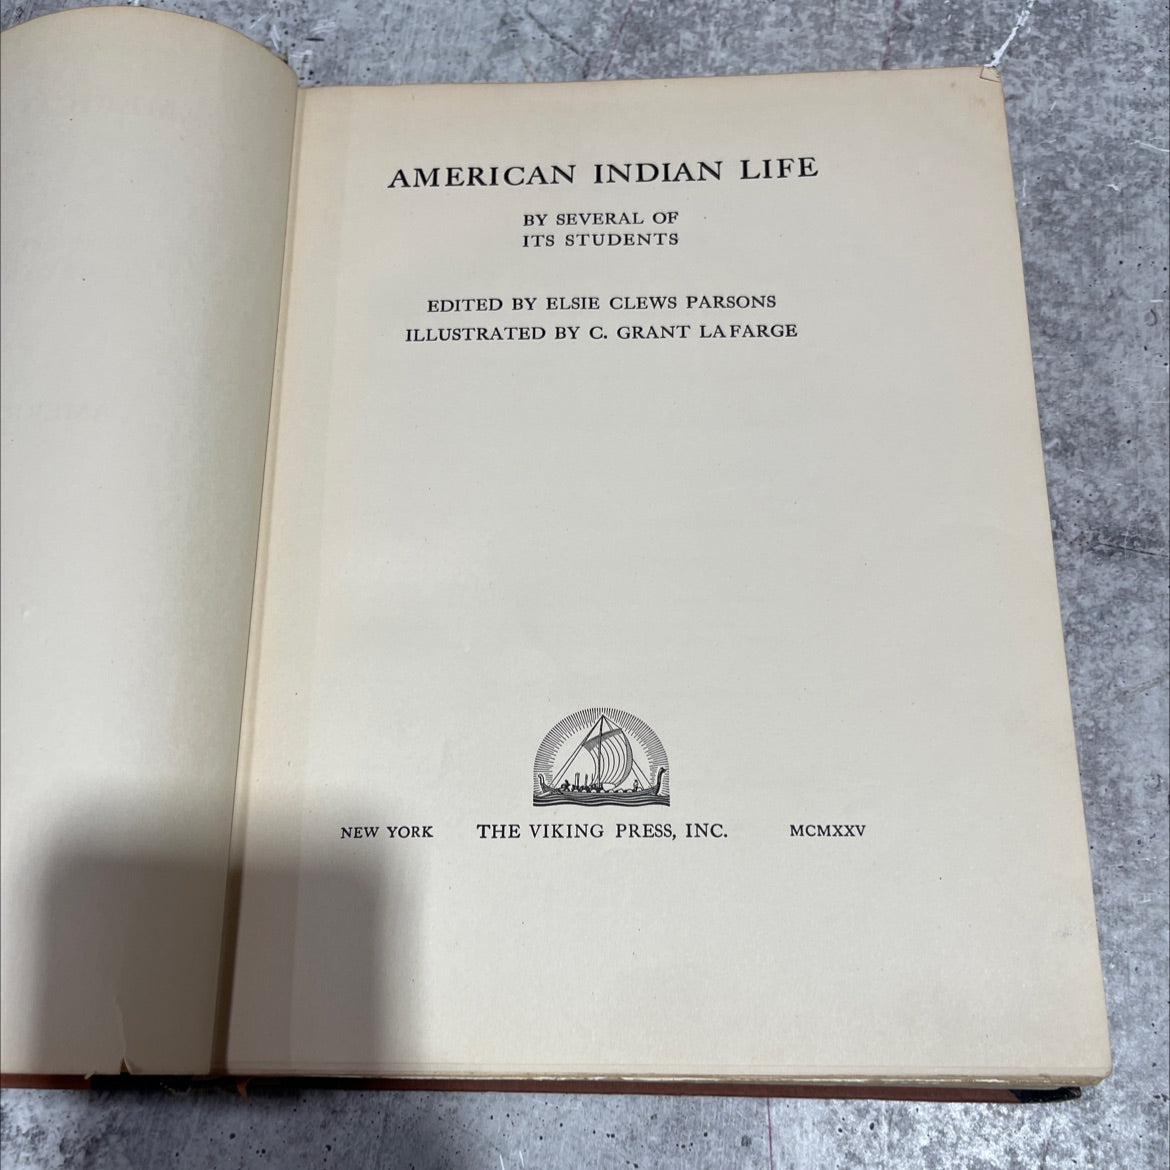 AMERICAN INDIAN LIFE
BY SEVERAL OF
ITS STUDENTS
EDITED BY ELSIE CLEWS PARSONS
ILLUSTRATED BY C. GRANT LAFARGE
NEW YORK THE VIKING PRESS, INC. MCMXXV